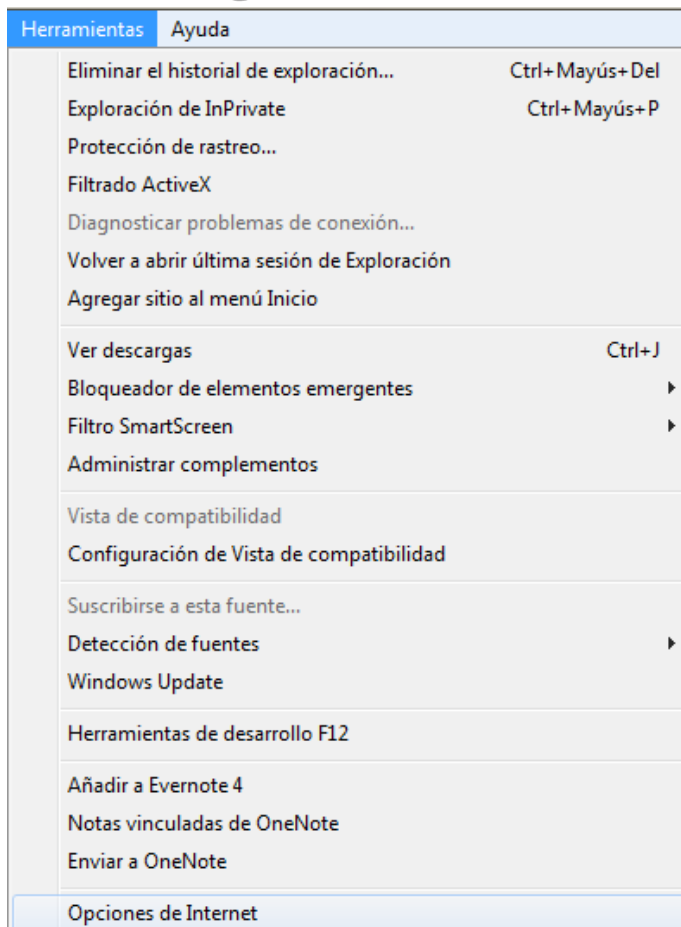 Herramientas Ayuda
Eliminar el historial de exploración... Ctrl+Mayús+Del
Exploración de InPrivate Ctrl+Mayús+P
Protección de rastreo...
Filtrado ActiveX
Diagnosticar problemas de conexión...
Volver a abrir última sesión de Exploración
Agregar sitio al menú Inicio
Ver descargas Ctrl+J
Bloqueador de elementos emergentes
Filtro SmartScreen
Administrar complementos
Vista de compatibilidad
Configuración de Vista de compatibilidad
Suscribirse a esta fuente...
Detección de fuentes
Windows Update
Herramientas de desarrollo F12
Añadir a Evernote 4
Notas vinculadas de OneNote
Enviar a OneNote
Opciones de Internet